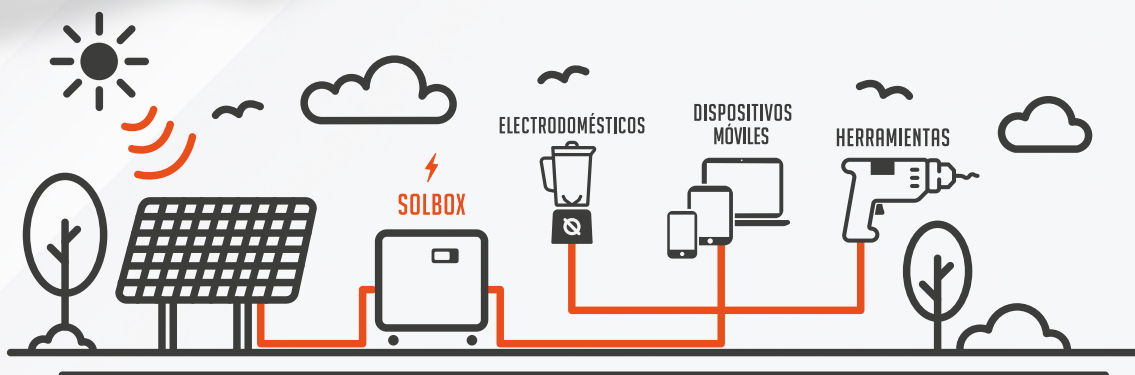 ELECTRODOMÉSTICOS
DISPOSITIVOS
MÓVILES
HERRAMIENTAS
SOLBOX